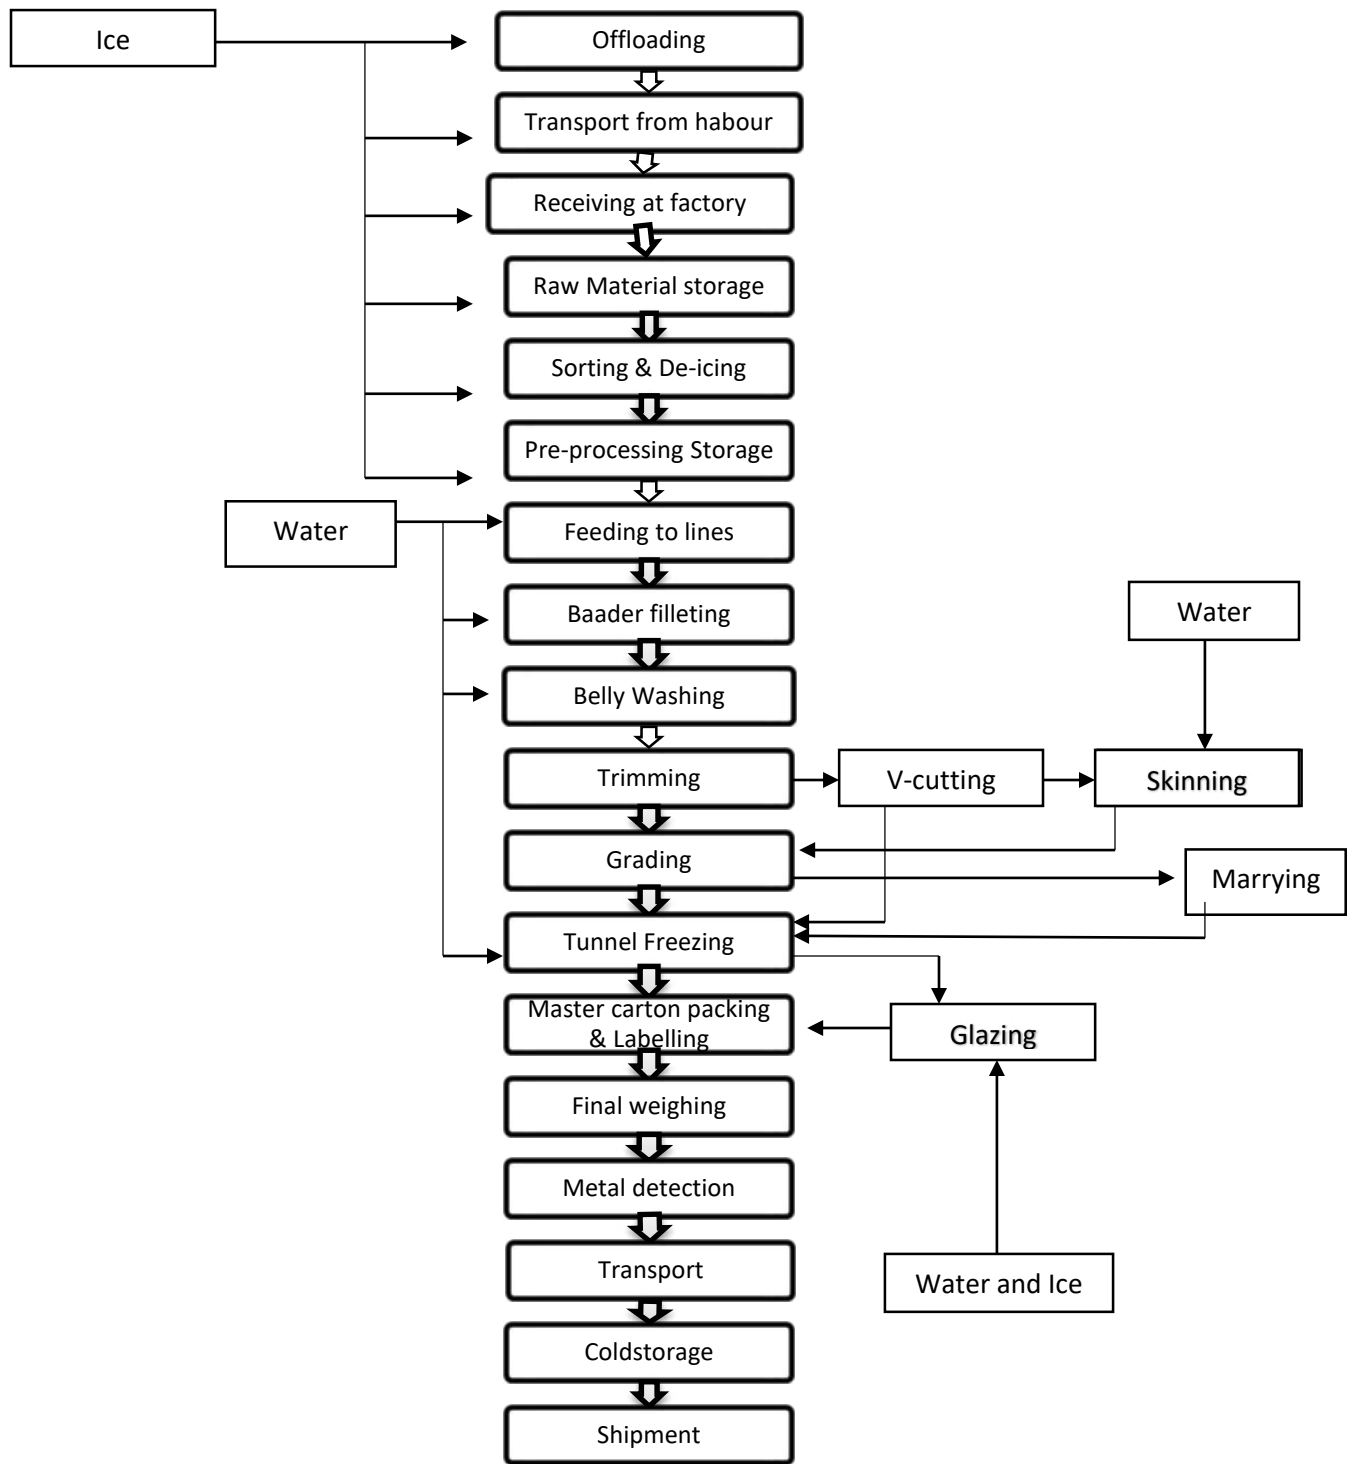 Ice
Offloading
Transport from habour
Receiving at factory
Raw Material storage
Sorting & De-icing
Pre-processing Storage
Water
Feeding to lines
Baader filleting
Water
Belly Washing
Trimming
V-cutting
Skinning
Grading
Marrying
Tunnel Freezing
Master carton packing
& Labelling
Glazing
Final weighing
Metal detection
Transport
Water and Ice
Coldstorage
Shipment